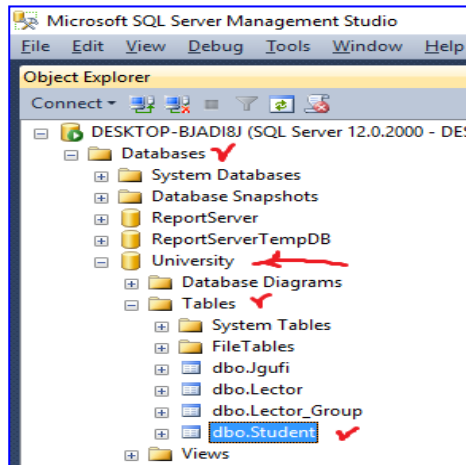 Microsoft SQL Server Management Studio
File Edit View Debug Tools Window Help
Object Explorer
Connect
DESKTOP-BJADI8J (SQL Server 12.0.2000 - DES
Databases
System Databases
Database Snapshots
ReportServer
ReportServerTempDB
University
Database Diagrams
Tables
System Tables
FileTables
dbo.Jgufi
dbo.Lector
dbo.Lector_Group
dbo.Student
Views